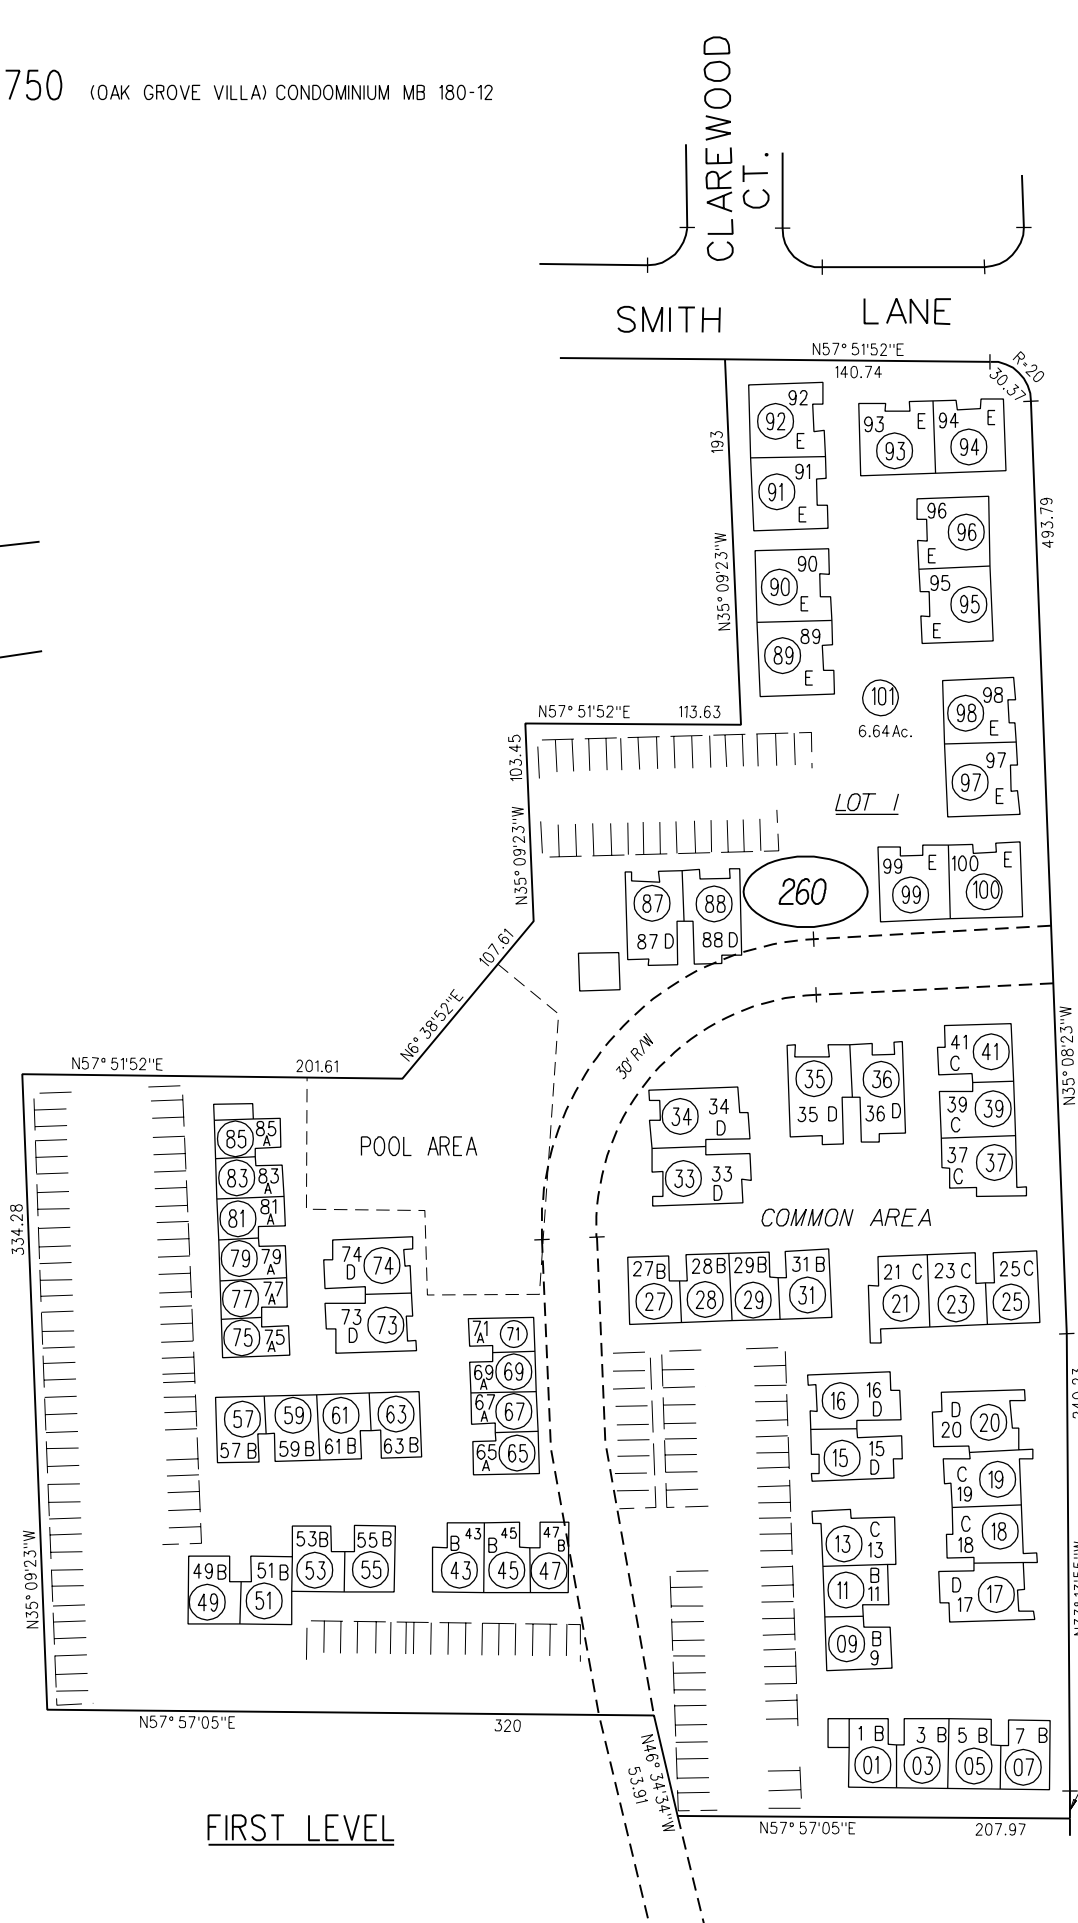 750 (OAK GROVE VILLA) CONDOMINIUM MB 180-12
CLAREWOOD
CT.
SMITH LANE
N57° 51'52"E
140.74
R=20
30.37
193
N35° 09'23"W
493.79
92
92
E
91
91
E
93 E
93
94 E
94
96
96
E
95
95
E
90
90
E
89
89
E
101
6.64Ac.
98
98
E
97
97
E
LOT 1
N57° 51'52"E 113.63
103.45
N35° 09'23"W
99 E
99
100 E
100
260
87
87 D
88
88 D
107.61
N6° 38'52"E
30' R/W
N35° 08'23"W
N57° 51'52"E 201.61
334.28
POOL AREA
41
C
41
39
C
39
37
C
37
35
35 D
36
36 D
34
34
D
33
33
D
COMMON AREA
85
85
A
83
83
A
81
81
A
79
79
A
77
77
A
75
75
A
74
D
74
73
D
73
27B
27
28B
28
29B
29
31B
31
21 C
21
23C
23
25C
25
71
A
71
69
A
69
67
A
67
65
A
65
57
57B
59
59B
61
61B
63
63B
16
16
D
15
15
D
D
20
20
C
19
19
C
18
18
D
17
17
13
C
13
11
B
11
09
B
9
53B
53
55B
55
49B
49
51B
51
B 43
43
B 45
45
47
B
47
N35° 09'23"W
N57° 57'05"E 320
N46° 34'34"W
53.91
1 B
01
3 B
03
5 B
05
7 B
07
N57° 57'05"E 207.97
FIRST LEVEL